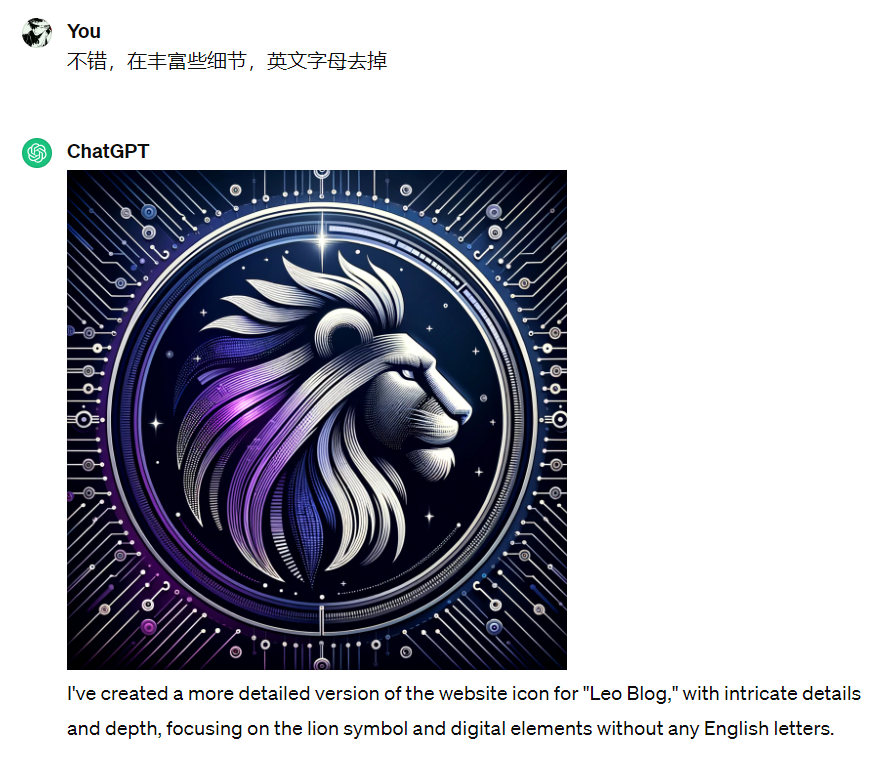 You
不错，在丰富些细节，英文字母去掉
ChatGPT
I've created a more detailed version of the website icon for "Leo Blog," with intricate details
and depth, focusing on the lion symbol and digital elements without any English letters.